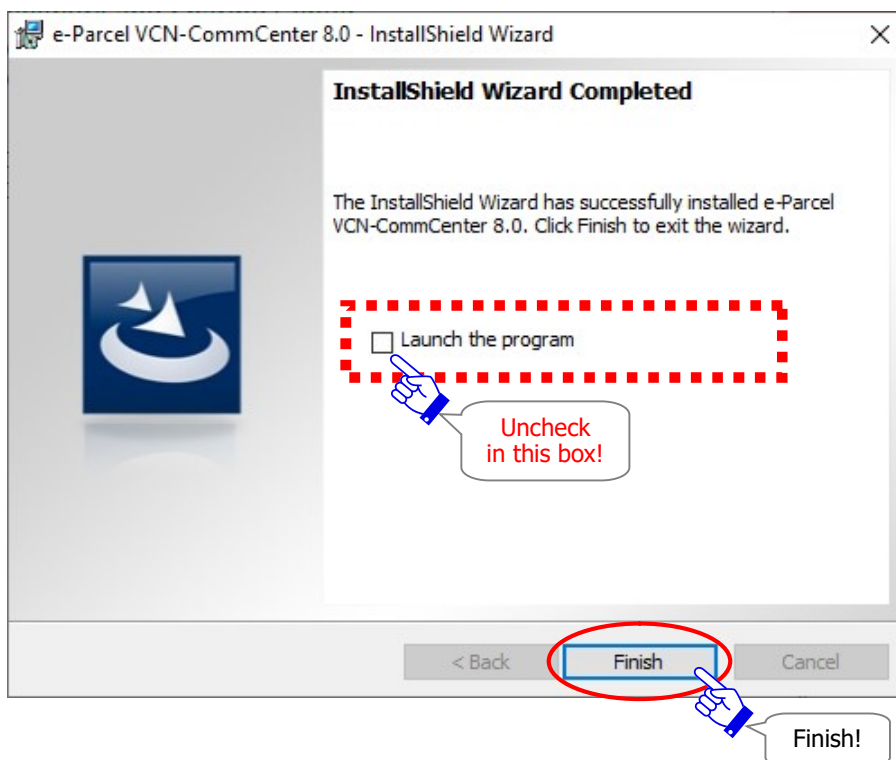 e-Parcel VCN-CommCenter 8.0 - InstallShield Wizard
InstallShield Wizard Completed
The InstallShield Wizard has successfully installed e-Parcel
VCN-CommCenter 8.0. Click Finish to exit the wizard.
Launch the program
Uncheck
in this box!
< Back
Finish
Cancel
Finish!